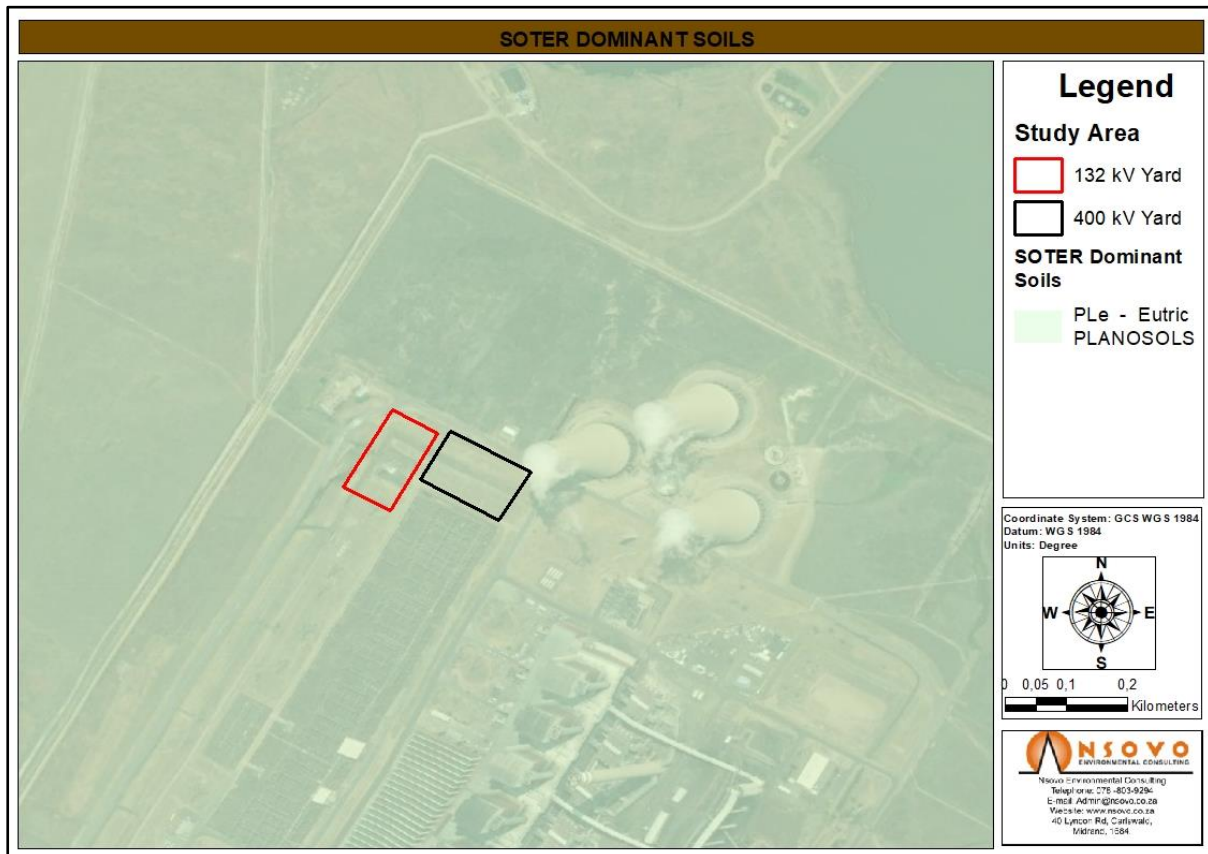 SOTER DOMINANT SOILS
Legend
Study Area
132 kV Yard
400 kV Yard
SOTER Dominant
Soils
PLe - Eutric
PLANOSOLS
Coordinate System: GCS WGS 1984
Datum: WGS 1984
Units: Degree
N
W E
S
0 0,05 0,1 0,2
Kilometers
NSOVO
ENVIRONMENTAL CONSULTING
Nsovo Environmental Consulting
Telephone: 078 -803-9294
E-mail: Admin@nsovo.co.za
Website: www.nsovo.co.za
40 Lyncon Rd, Carlswald,
Midrand, 1684